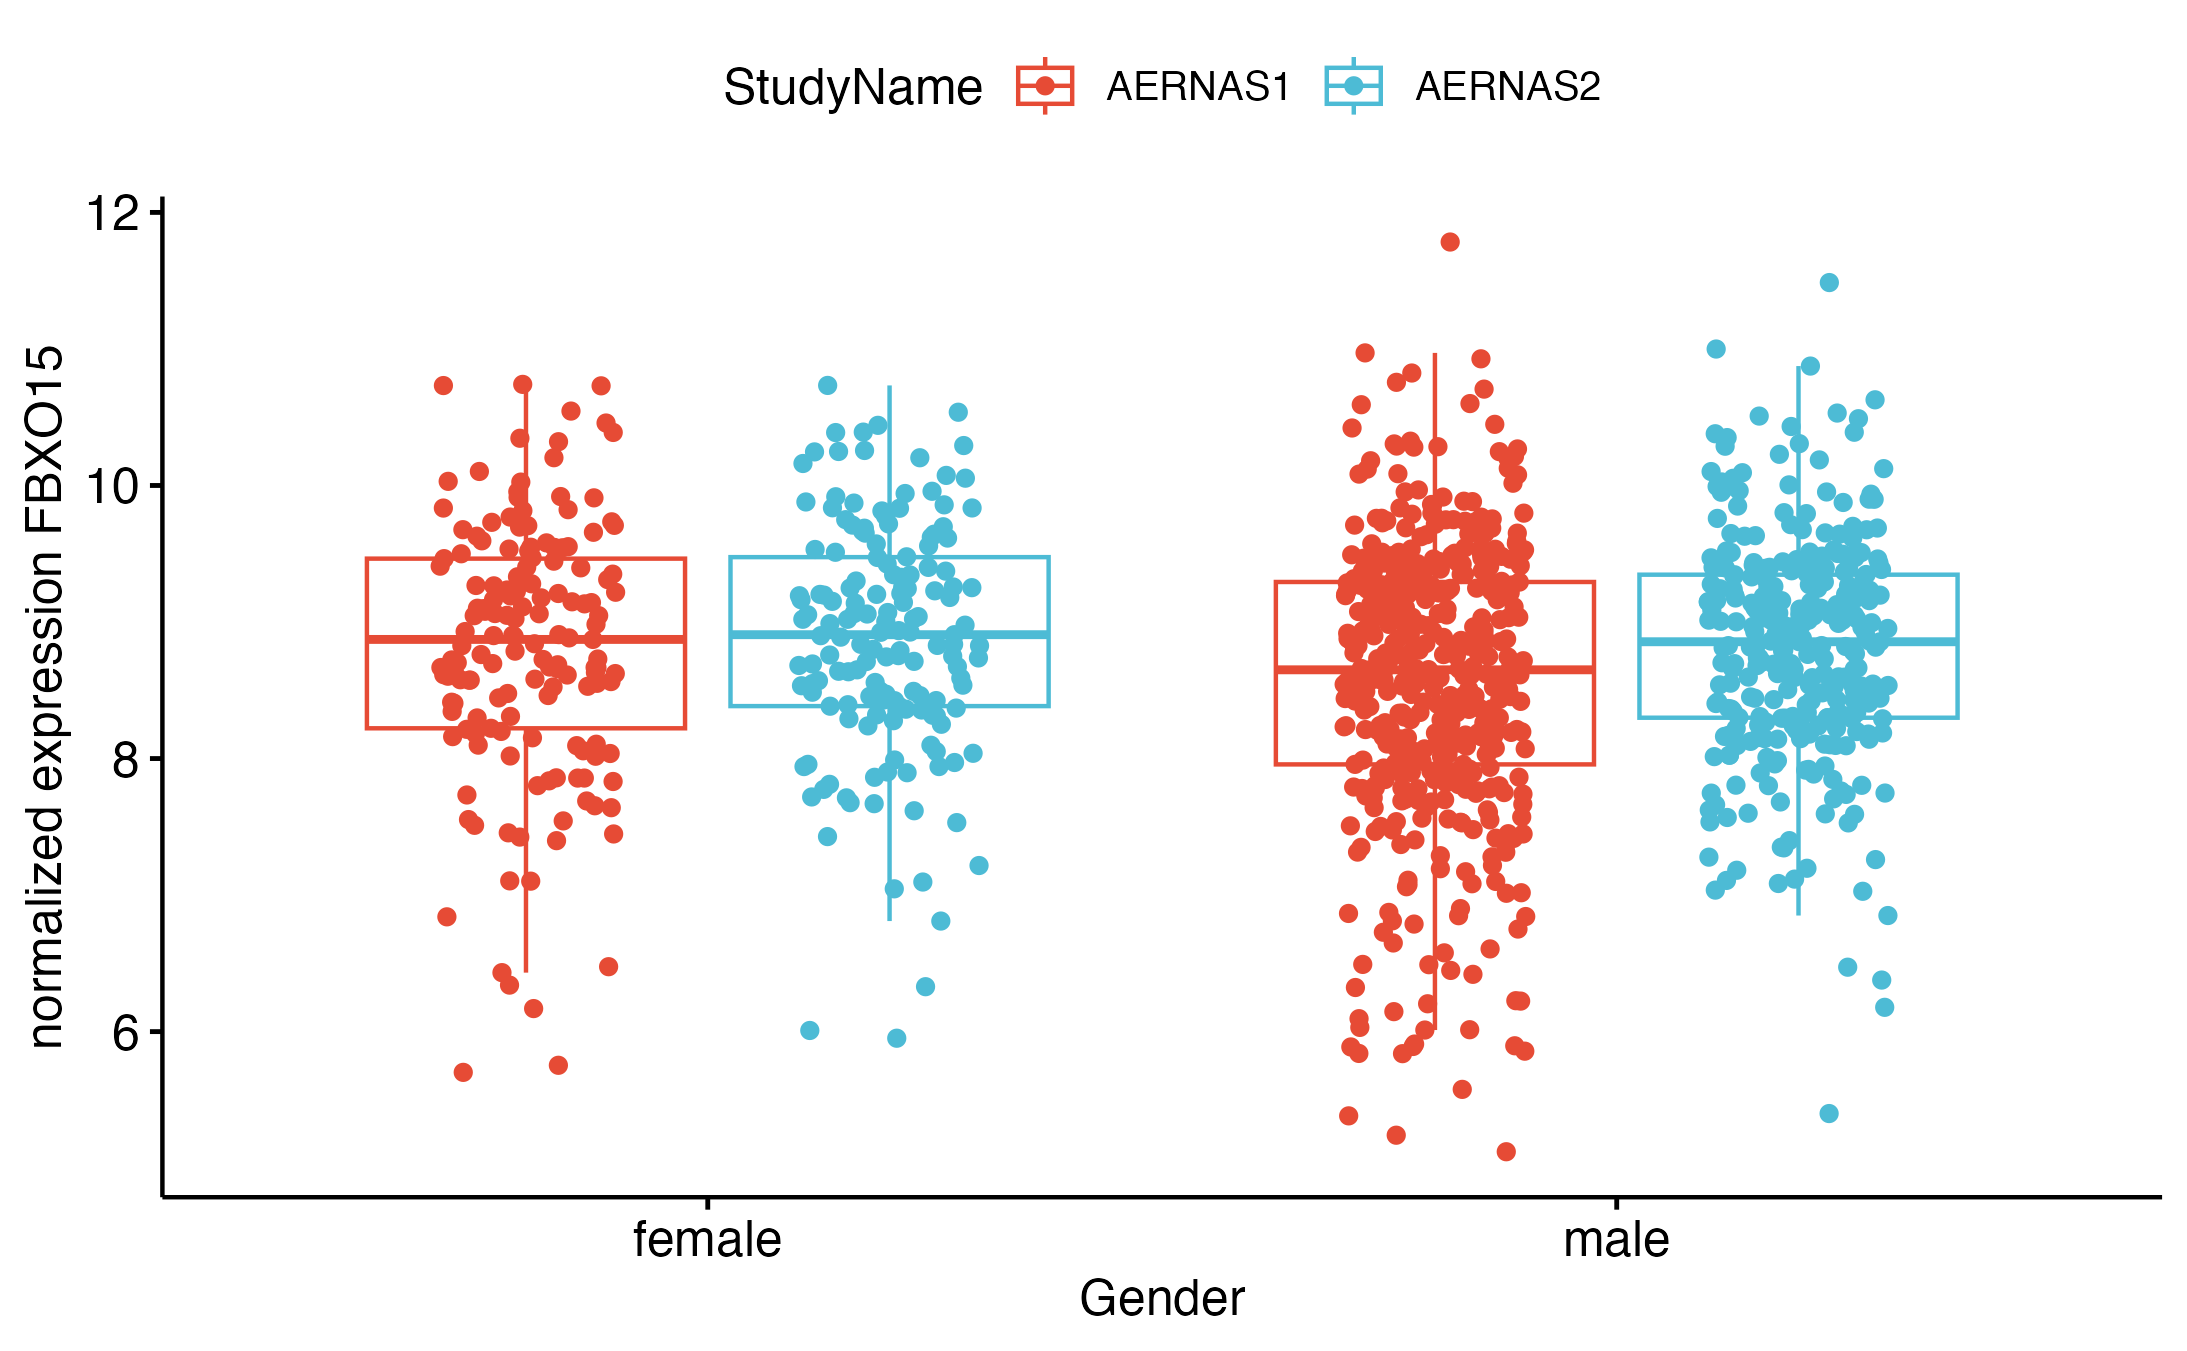 StudyName AERNAS1 AERNAS2
12
10
8
6
normalized expression FBXO15
female male
Gender